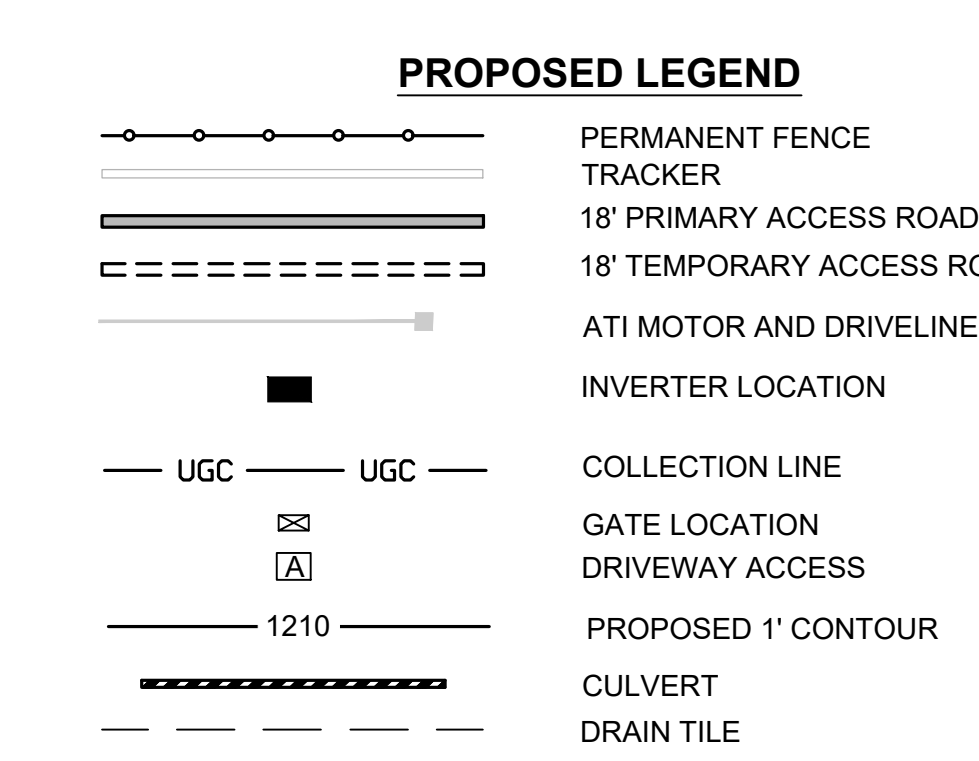 PROPOSED LEGEND
PERMANENT FENCE
TRACKER
18' PRIMARY ACCESS ROAD
18' TEMPORARY ACCESS
ATI MOTOR AND DRIVELINE
INVERTER LOCATION
UGC UGC COLLECTION LINE
GATE LOCATION
A DRIVEWAY ACCESS
1210 PROPOSED 1' CONTOUR
CULVERT
DRAIN TILE